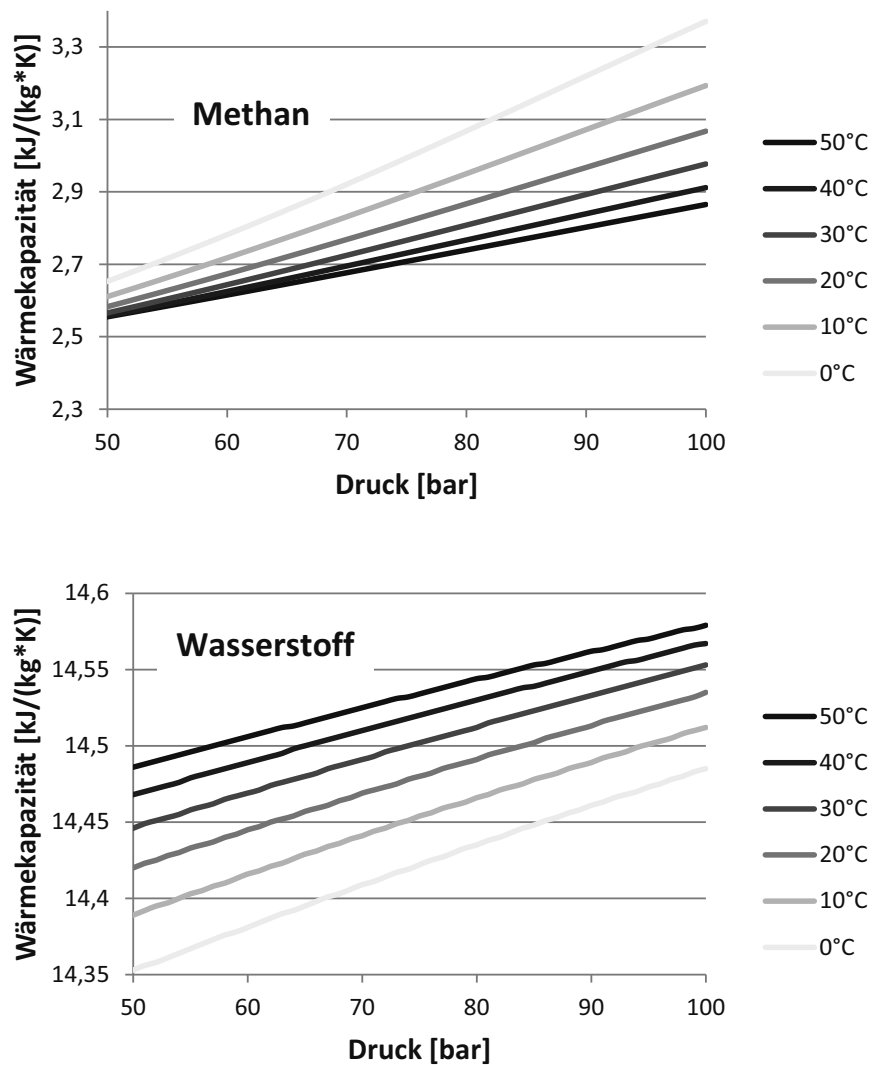 Wärmekapazität [kJ/(kg*K)]
3,3
3,1
2,9
2,7
2,5
2,3
Methan
50
60
70
80
90
100
Druck [bar]
50°C
40°C
30°C
20°C
10°C
0°C
Wärmekapazität [kJ/(kg*K)]
14,6
14,55
14,5
14,45
14,4
14,35
Wasserstoff
50
60
70
80
90
100
Druck [bar]
50°C
40°C
30°C
20°C
10°C
0°C